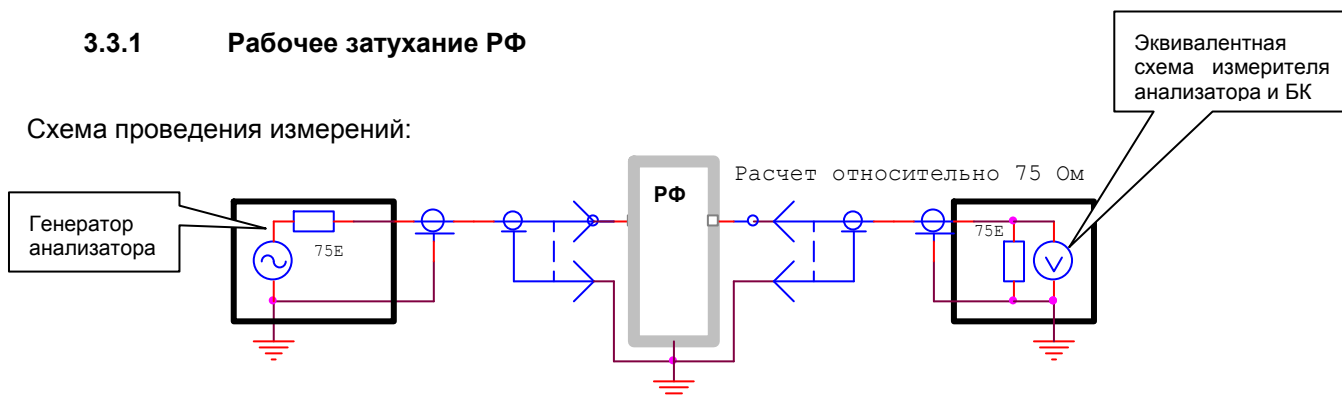 3.3.1 Рабочее затухание РФ
Эквивалентная
схема измерителя
анализатора и БК
Схема проведения измерений:
Генератор
анализатора
75E
РФ
Расчет относительно 75 Ом
75E
V